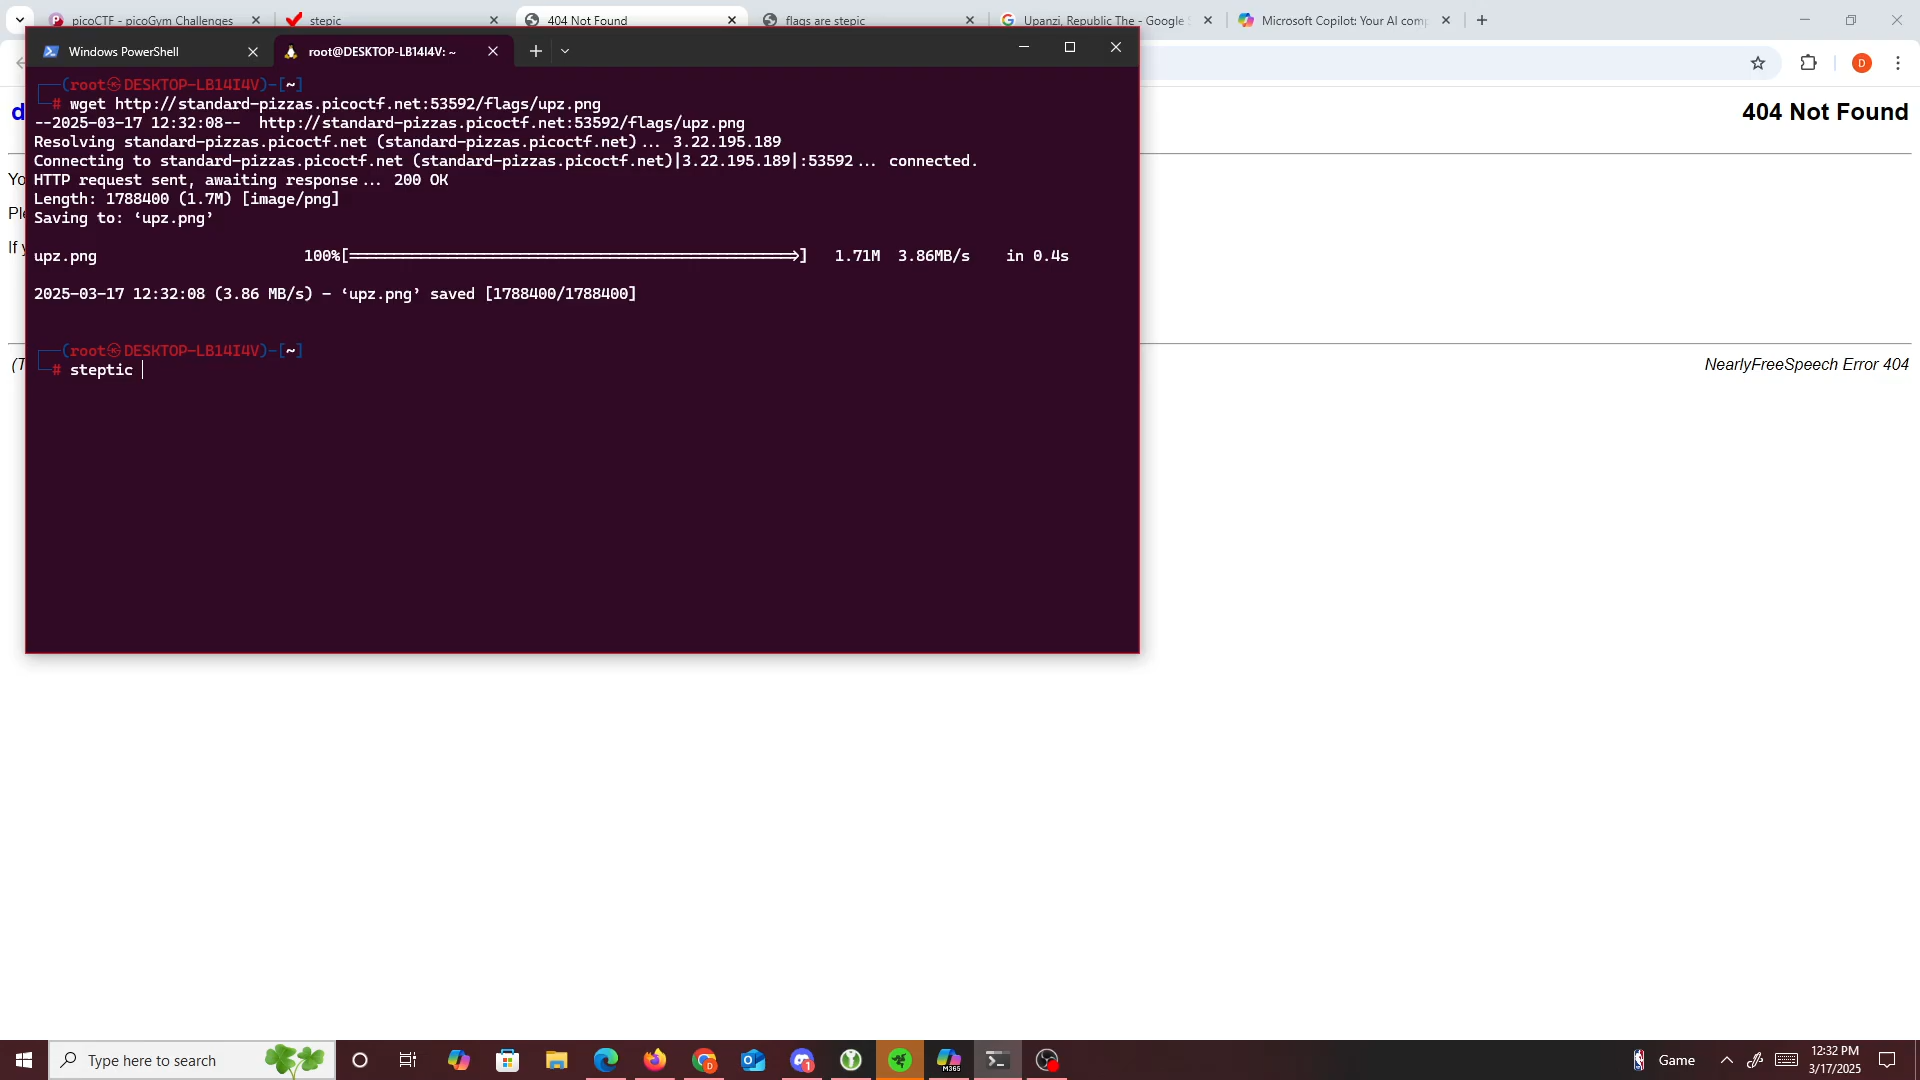 picoCTF - picoGym Challenges
stepic
404 Not Found
flags are stepic
Upanzi, Republic The - Google S
Microsoft Copilot: Your AI com
Windows PowerShell
root@DESKTOP-LB14I4V: ~
D
d
404 Not Found
(root㉿DESKTOP-LB14I4V)-[~]
# wget http://standard-pizzas.picoctf.net:53592/flags/upz.png
--2025-03-17 12:32:08--  http://standard-pizzas.picoctf.net:53592/flags/upz.png
Resolving standard-pizzas.picoctf.net (standard-pizzas.picoctf.net)... 3.22.195.189
Connecting to standard-pizzas.picoctf.net (standard-pizzas.picoctf.net)|3.22.195.189|:53592... connected.
HTTP request sent, awaiting response... 200 OK
Length: 1788400 (1.7M) [image/png]
Saving to: ‘upz.png’
upz.png 100%[==================================================>] 1.71M 3.86MB/s in 0.4s
2025-03-17 12:32:08 (3.86 MB/s) - ‘upz.png’ saved [1788400/1788400]
(root㉿DESKTOP-LB14I4V)-[~]
# steptic
Yo
Ple
If y
(T
NearlyFreeSpeech Error 404
Type here to search
D
1
M365
Game
12:32 PM
3/17/2025